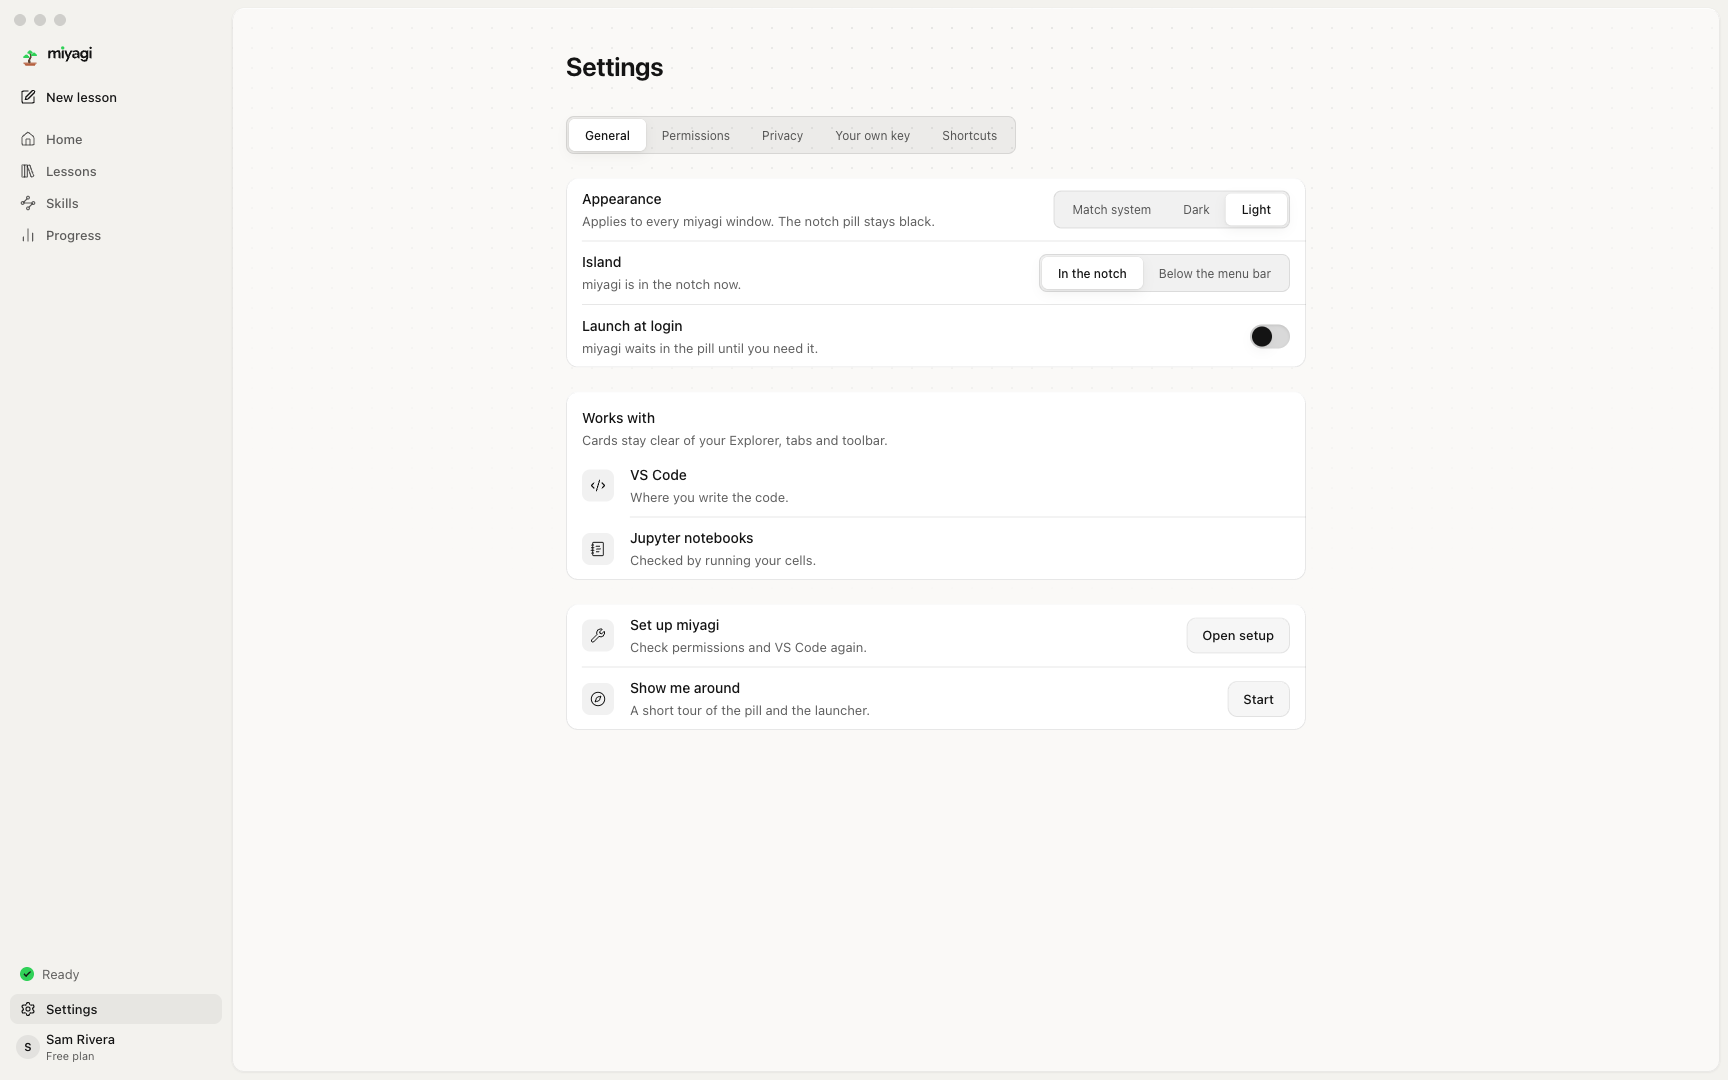 miyagi
New lesson
Home
Lessons
Skills
Progress
Ready
Settings
S
Sam Rivera
Free plan
Settings
General
Permissions
Privacy
Your own key
Shortcuts
Appearance
Applies to every miyagi window. The notch pill stays black.
Match system
Dark
Light
Island
miyagi is in the notch now.
In the notch
Below the menu bar
Launch at login
miyagi waits in the pill until you need it.
Works with
Cards stay clear of your Explorer, tabs and toolbar.
VS Code
Where you write the code.
Jupyter notebooks
Checked by running your cells.
Set up miyagi
Check permissions and VS Code again.
Open setup
Show me around
A short tour of the pill and the launcher.
Start